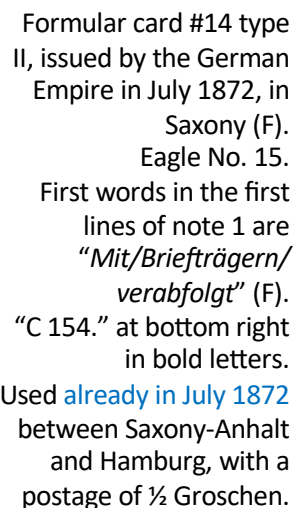 Formular card #14 type
II, issued by the German
Empire in July 1872, in
Saxony (F).
Eagle No. 15.
First words in the first
lines of note 1 are
“Mit/Briefträgern/
verabfolgt” (F).
“C 154.” at bottom right
in bold letters.
Used already in July 1872
between Saxony-Anhalt
and Hamburg, with a
postage of ½ Groschen.